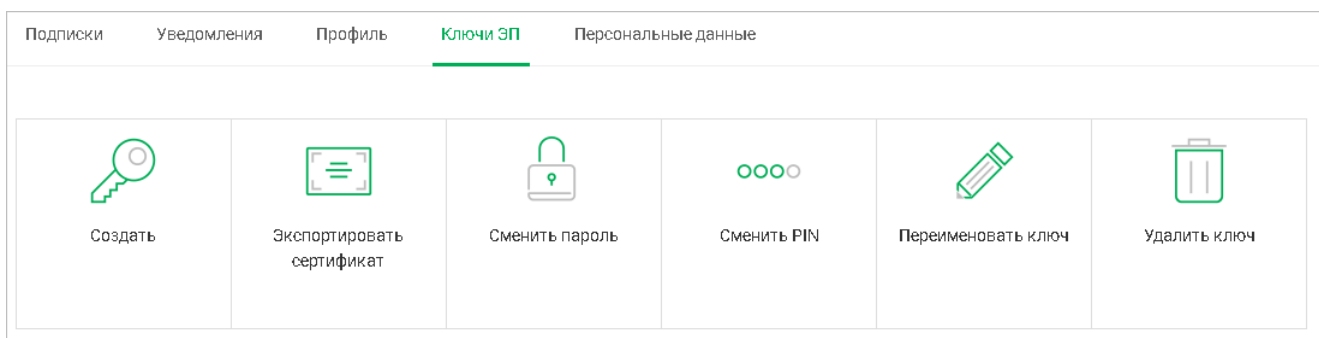 Подписки Уведомления Профиль Ключи ЭП Персональные данные
Создать Экспортировать сертификат Сменить пароль Сменить PIN Переименовать ключ Удалить ключ